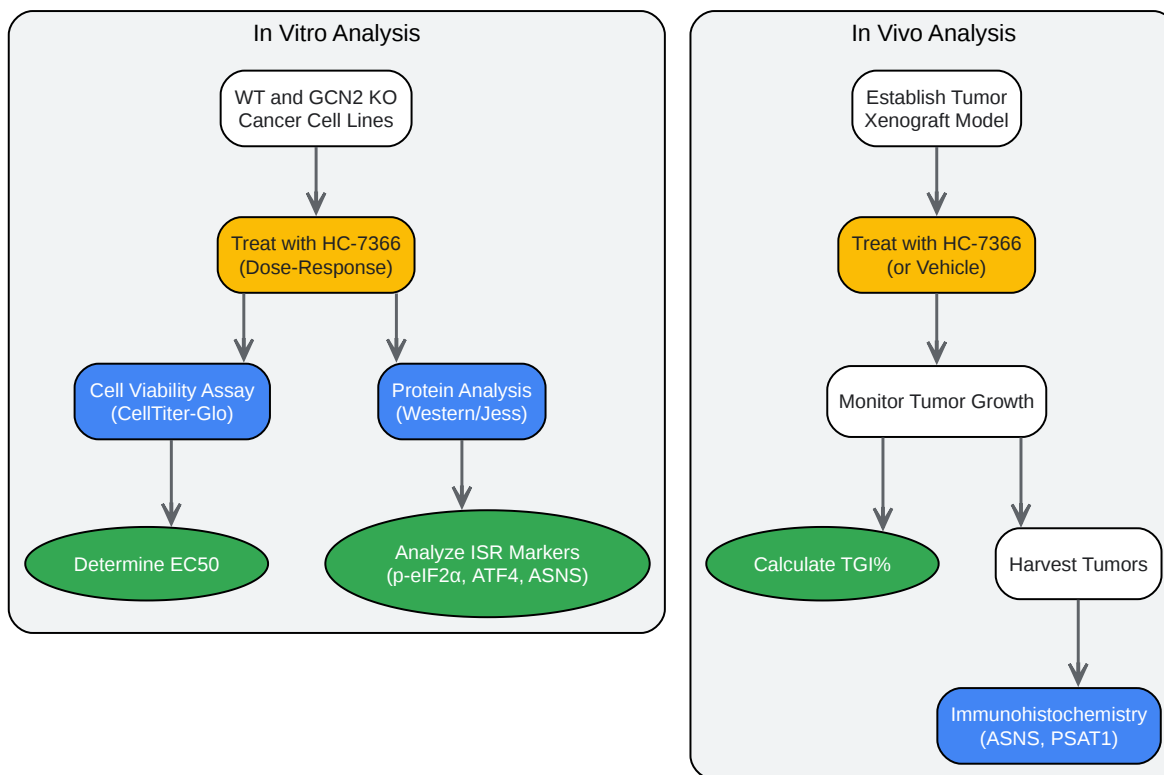 In Vitro Analysis
WT and GCN2 KO
Cancer Cell Lines
Treat with HC-7366
(Dose-Response)
Cell Viability Assay
(CellTiter-Glo)
Protein Analysis
(Western/Jess)
Determine EC50
Analyze ISR Markers
(p-eIF2α, ATF4, ASNS)
In Vivo Analysis
Establish Tumor
Xenograft Model
Treat with HC-7366
(or Vehicle)
Monitor Tumor Growth
Calculate TGI%
Harvest Tumors
Immunohistochemistry
(ASNS, PSAT1)